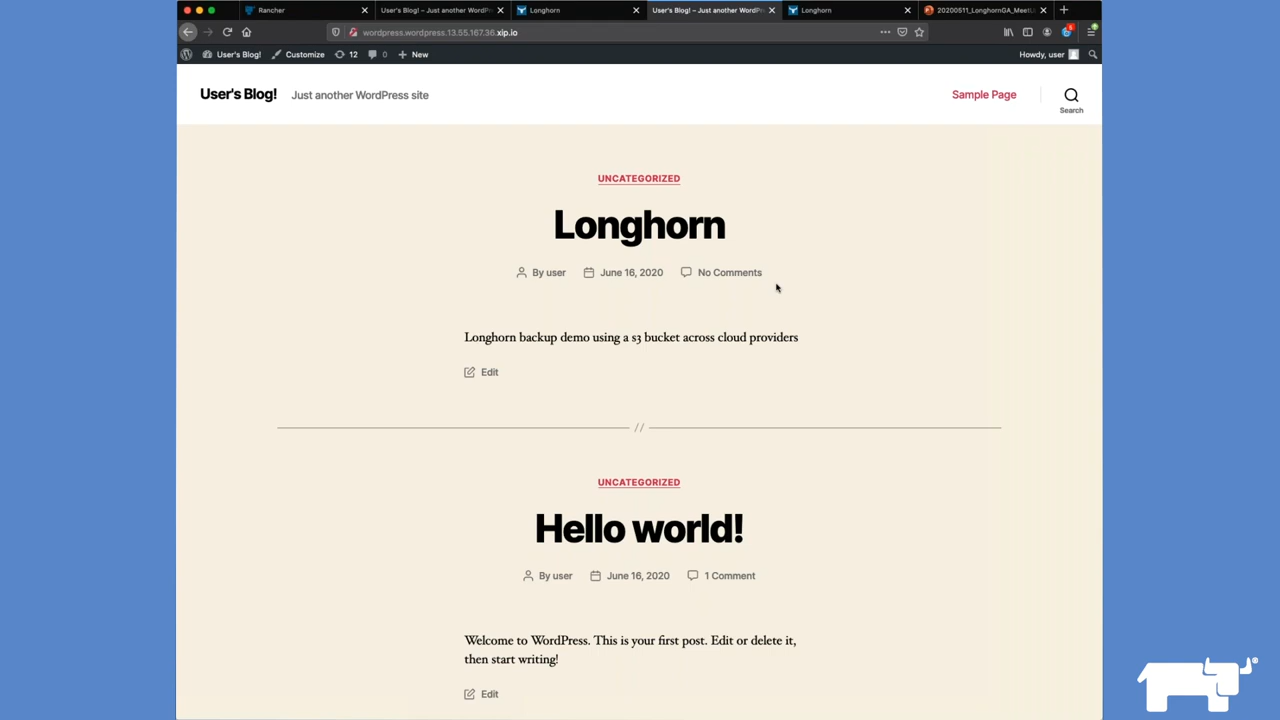 Rancher
User's Blog! – Just another WordPr
Longhorn
User's Blog! – Just another WordPr
Longhorn
20200511_LonghornGA_MeetU
wordpress.wordpress.13.55.167.36.xip.io
User's Blog! Customize 12 0 New
Howdy, user
User's Blog! Just another WordPress site
Sample Page
Search
UNCATEGORIZED
Longhorn
By user June 16, 2020 No Comments
Longhorn backup demo using a s3 bucket across cloud providers
Edit
//
UNCATEGORIZED
Hello world!
By user June 16, 2020 1 Comment
Welcome to WordPress. This is your first post. Edit or delete it,
then start writing!
Edit